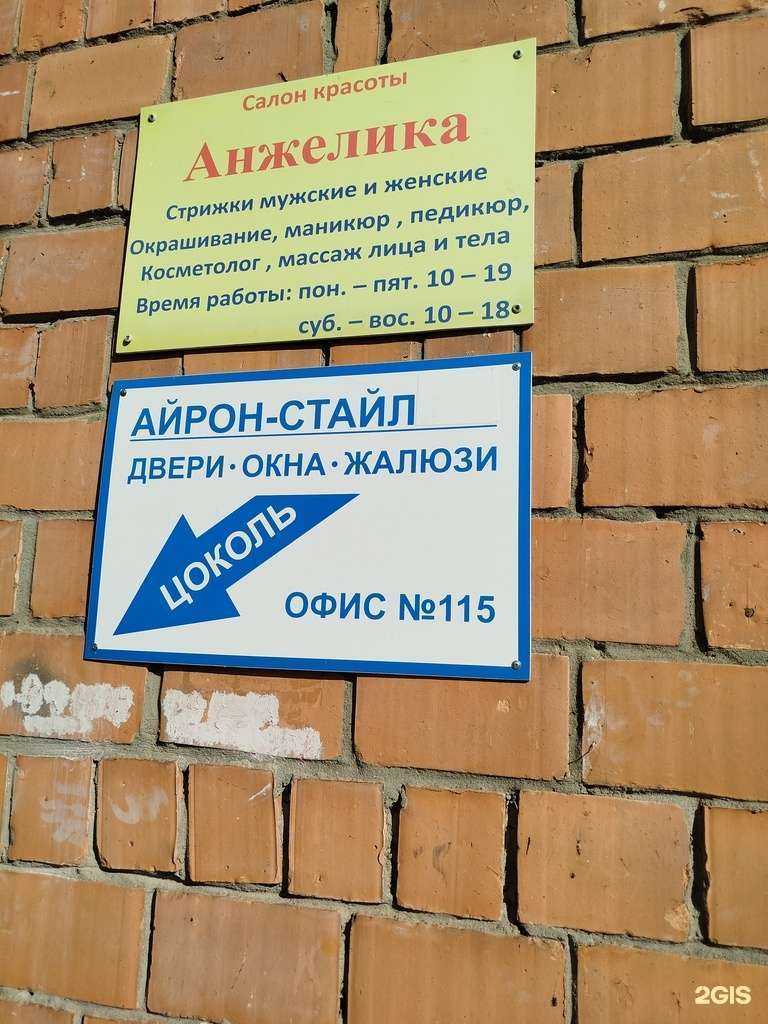 Салон красоты
Анжелика
Стрижки мужские и женские
Окрашивание, маникюр , педикюр,
Косметолог , массаж лица и тела
Время работы: пон. – пят. 10 – 19
суб. – вос. 10 – 18
АЙРОН-СТАЙЛ
ДВЕРИ · ОКНА · ЖАЛЮЗИ
ЦОКОЛЬ
ОФИС №115
2GIS